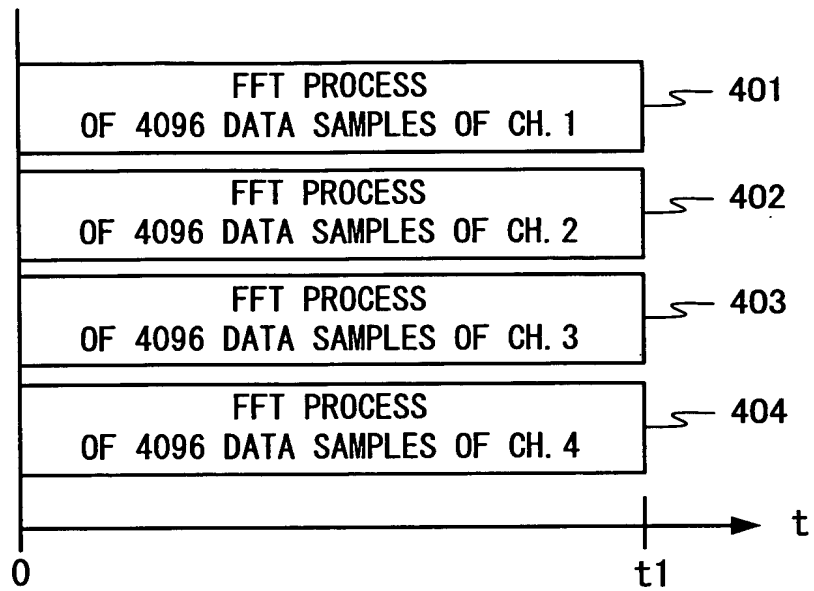 FFT PROCESS
OF 4096 DATA SAMPLES OF CH. 1
401
FFT PROCESS
OF 4096 DATA SAMPLES OF CH. 2
402
FFT PROCESS
OF 4096 DATA SAMPLES OF CH. 3
403
FFT PROCESS
OF 4096 DATA SAMPLES OF CH. 4
404
t
0
t1